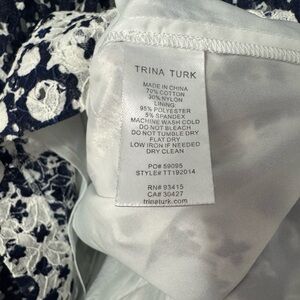 TRINA TURK
MADE IN CHINA
70% COTTON
30% NYLON
LINING:
95% POLYESTER
5% SPANDEX
MACHINE WASH COLD
DO NOT BLEACH
DO NOT TUMBLE DRY
FLAT DRY
LOW IRON IF NEEDED
DRY CLEAN
PO# 59095
STYLE# TT192014
RN# 93415
CA# 30427
trinaturk.com